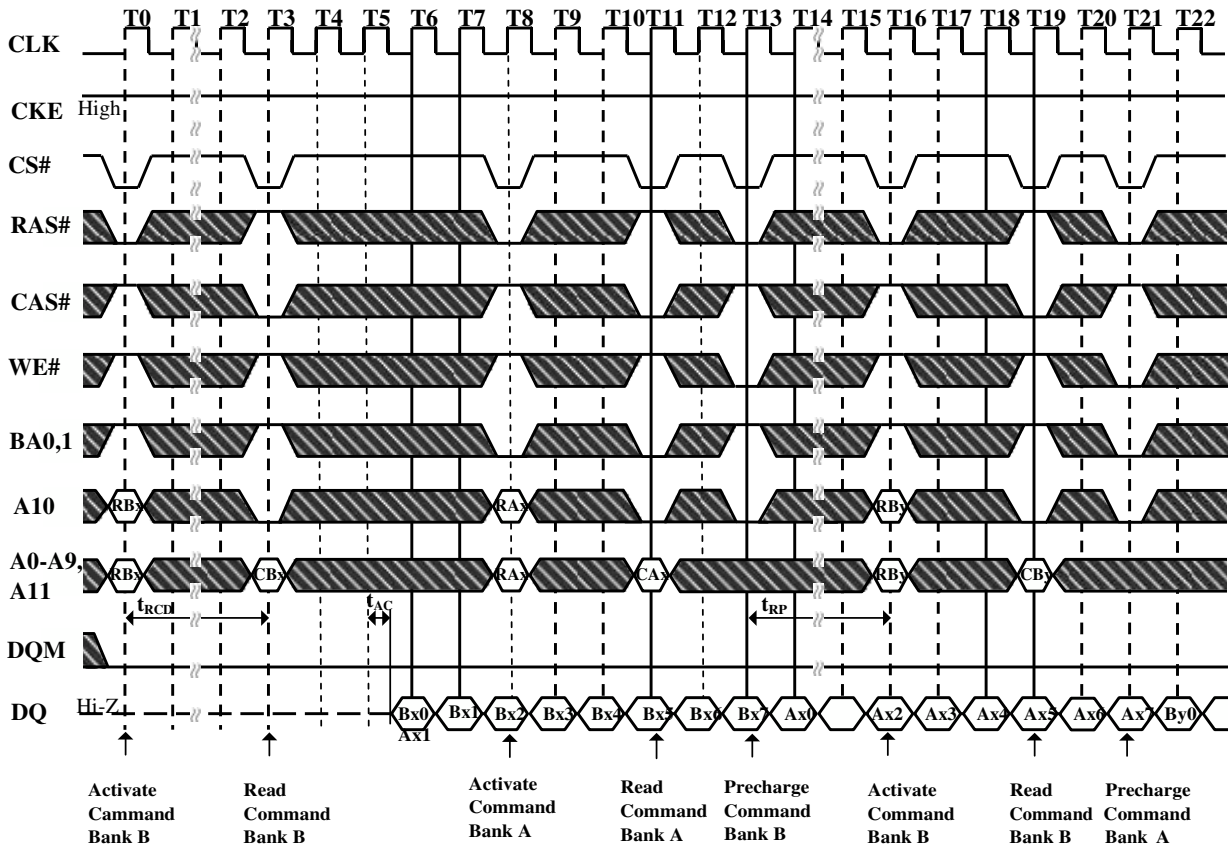 T0 T1 T2 T3 T4 T5 T6 T7 T8 T9 T10 T11 T12 T13 T14 T15 T16 T17 T18 T19 T20 T21 T22
CLK
CKE High
CS#
RAS#
CAS#
WE#
BA0,1
A10 RBx RAx RBy
A0-A9,
A11
RBx CBx RAx CAx RBy CBy
tRCD tAC tRP
DQM
DQ Hi-Z Bx0 Bx1 Bx2 Bx3 Bx4 Bx5 Bx6 Bx7 Ax0 Ax2 Ax3 Ax4 Ax5 Ax6 Ax7 By0
Ax1
Activate
Cammand
Bank B
Read
Command
Bank B
Activate
Command
Bank A
Read
Command
Bank A
Precharge
Command
Bank B
Activate
Command
Bank B
Read
Command
Bank B
Precharge
Command
Bank A